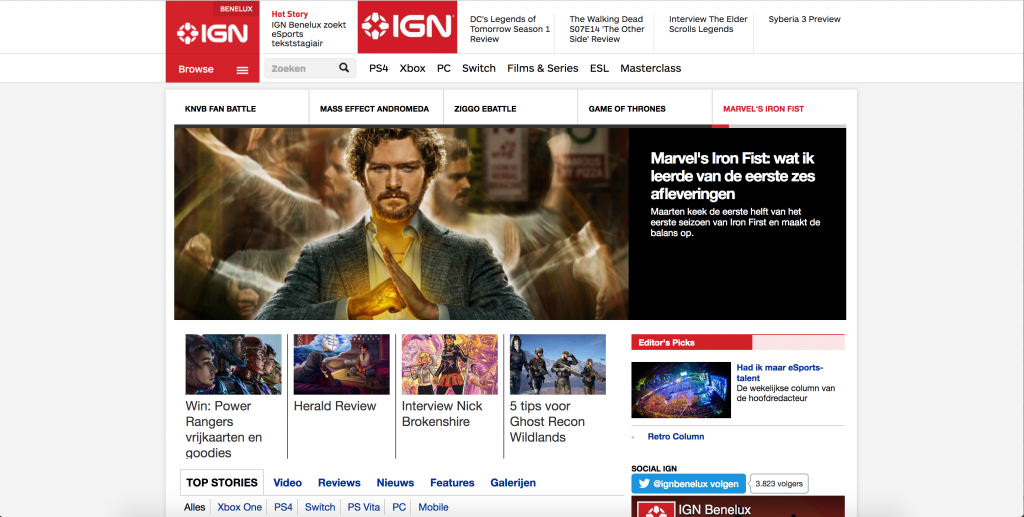 BENELUX
IGN
Hot Story
IGN Benelux zoekt
eSports
tekststagiair
IGN
DC's Legends of
Tomorrow Season 1
Review
The Walking Dead
S07E14 'The Other
Side' Review
Interview The Elder
Scrolls Legends
Syberia 3 Preview
Browse
Zoeken
PS4
Xbox
PC
Switch
Films & Series
ESL
Masterclass
KNVB FAN BATTLE
MASS EFFECT ANDROMEDA
ZIGGO EBATTLE
GAME OF THRONES
MARVEL'S IRON FIST
Marvel's Iron Fist: wat ik
leerde van de eerste zes
afleveringen
Maarten keek de eerste helft van het
eerste seizoen van Iron First en maakt de
balans op.
Win: Power
Rangers
vrijkaarten en
goodies
Herald Review
Interview Nick
Brokenshire
5 tips voor
Ghost Recon
Wildlands
Editor's Picks
Had ik maar eSports-
talent
De wekelijkse column van
de hoofdredacteur
Retro Column
TOP STORIES
Video
Reviews
Nieuws
Features
Galerijen
Alles
Xbox One
PS4
Switch
PS Vita
PC
Mobile
SOCIAL IGN
@ignbenelux volgen
3.823 volgers
IGN Benelux